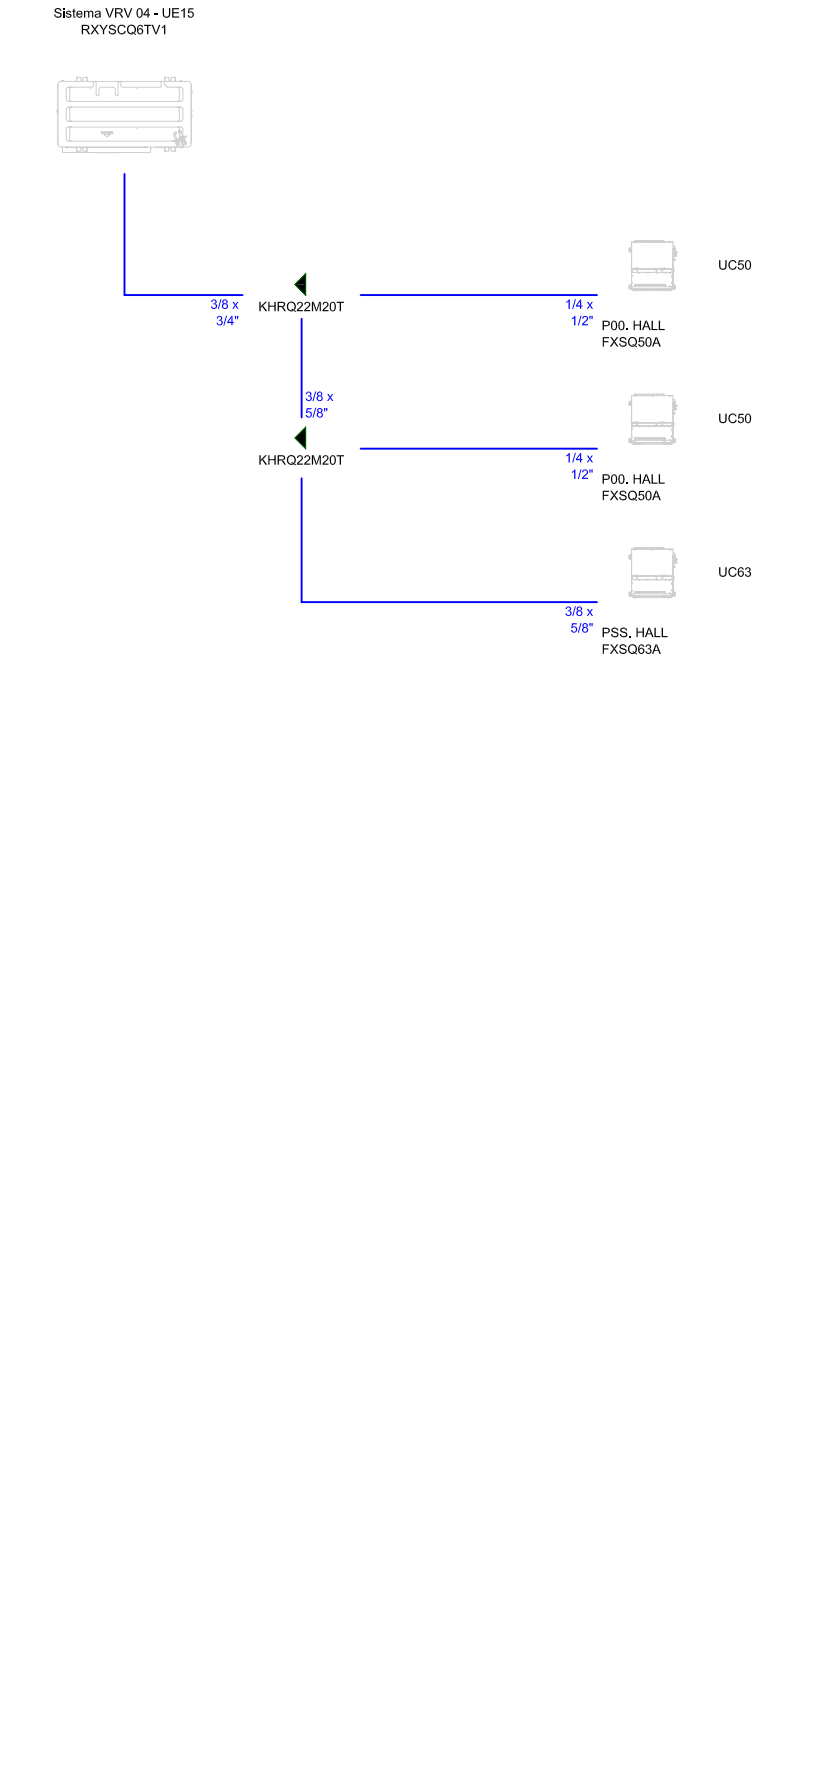 Sistema VRV 04 - UE15
RXYSCQ6TV1
UC50
3/8 x
3/4"
KHRQ22M20T
1/4 x
1/2"
P00. HALL
FXSQ50A
3/8 x
5/8"
UC50
KHRQ22M20T
1/4 x
1/2"
P00. HALL
FXSQ50A
UC63
3/8 x
5/8"
PSS. HALL
FXSQ63A